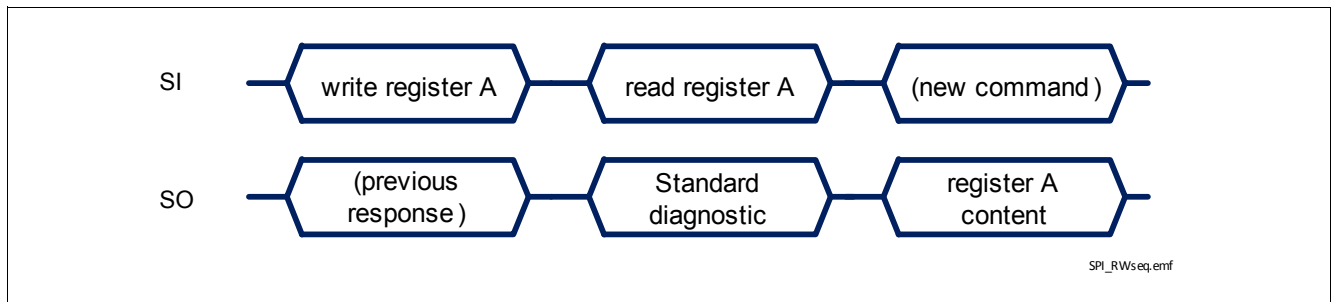 SI
write register A
read register A
(new command)
SO
(previous
response)
Standard
diagnostic
register A
content
SPI_RWseq.emf